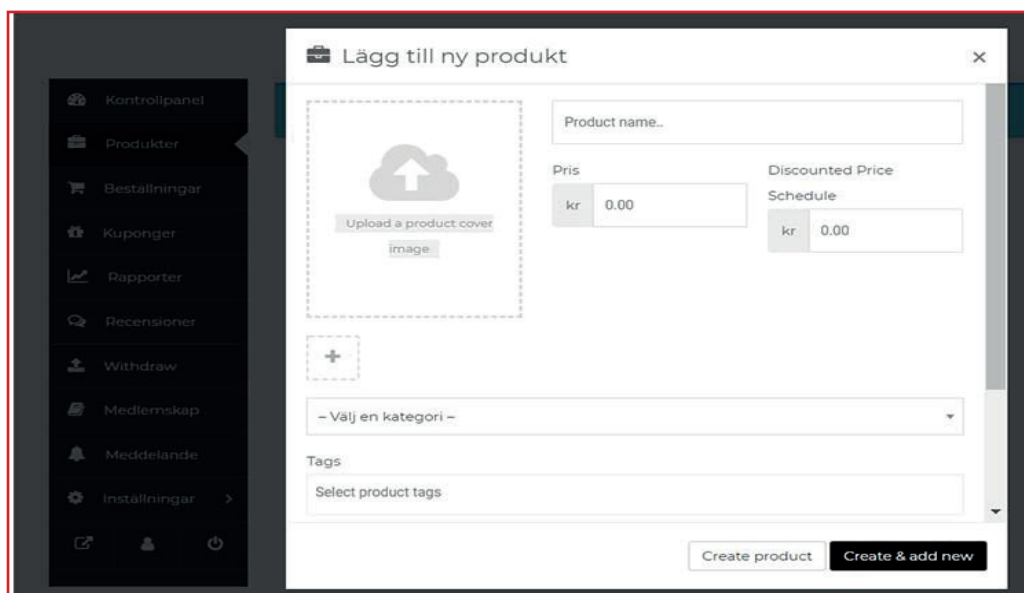 Lägg till ny produkt
×
Kontrollpanel
Produkter
Beställningar
Kuponger
Rapporter
Recensioner
Withdraw
Medlemskap
Meddelande
Inställningar
Upload a product cover
image
Product name..
Pris
kr 0.00
Discounted Price
Schedule
kr 0.00
+
– Välj en kategori –
Tags
Select product tags
Create product
Create & add new